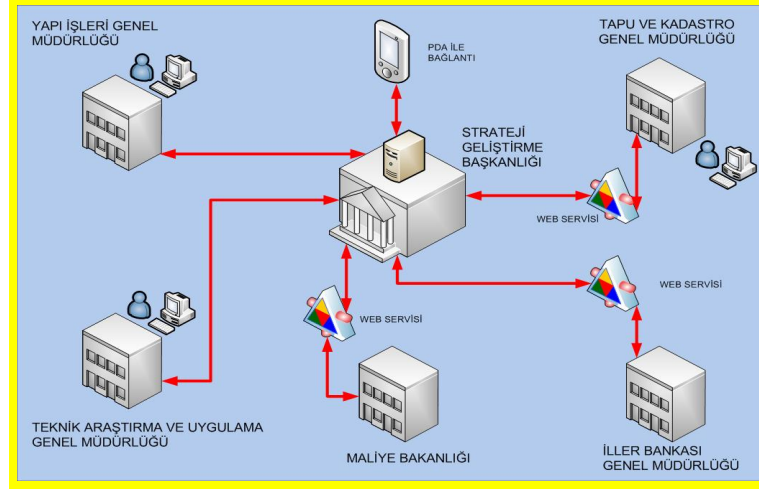 YAPI İŞLERİ GENEL
MÜDÜRLÜĞÜ
PDA İLE
BAĞLANTI
TAPU VE KADASTRO
GENEL MÜDÜRLÜĞÜ
STRATEJİ
GELİŞTİRME
BAŞKANLIĞI
WEB SERVİSİ
WEB SERVİSİ
WEB SERVİSİ
TEKNİK ARAŞTIRMA VE UYGULAMA
GENEL MÜDÜRLÜĞÜ
MALİYE BAKANLIĞI
İLLER BANKASI
GENEL MÜDÜRLÜĞÜ